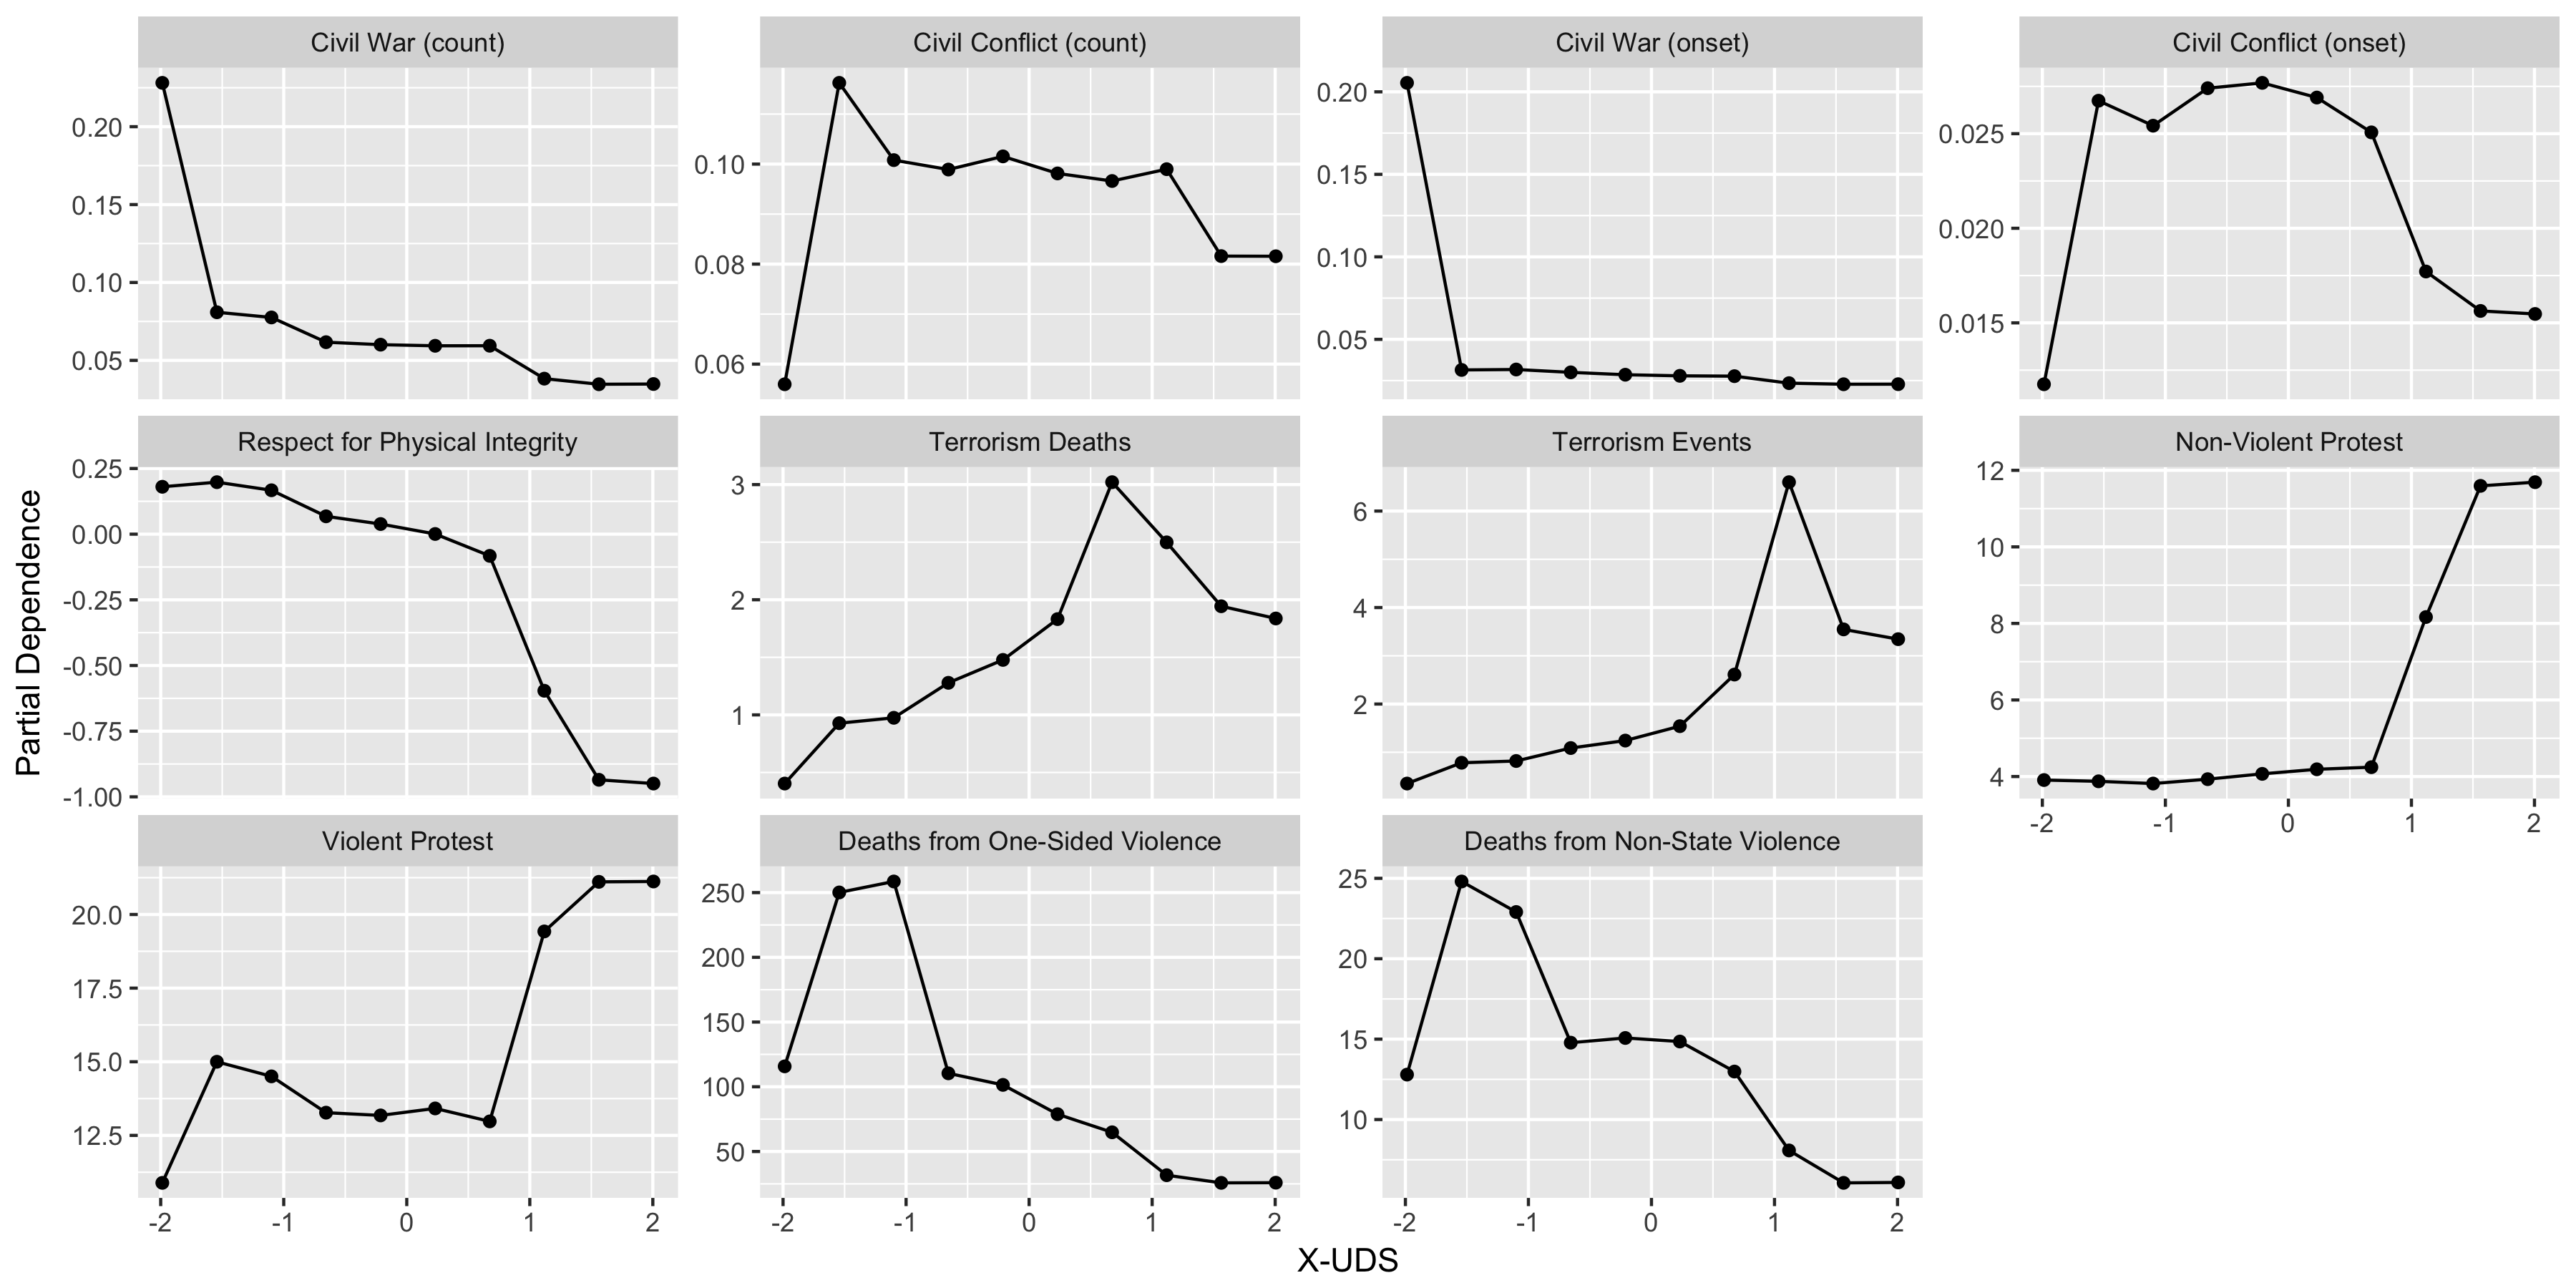 Civil War (count)
Civil Conflict (count)
Civil War (onset)
Civil Conflict (onset)
0.20
0.15
0.10
0.05
0.10
0.08
0.06
0.20
0.15
0.10
0.05
0.025
0.020
0.015
Respect for Physical Integrity
Terrorism Deaths
Terrorism Events
Non-Violent Protest
0.25
0.00
-0.25
-0.50
-0.75
-1.00
3
2
1
6
4
2
12
10
8
6
4
-2 -1 0 1 2
Partial Dependence
Violent Protest
Deaths from One-Sided Violence
Deaths from Non-State Violence
20.0
17.5
15.0
12.5
250
200
150
100
50
25
20
15
10
-2 -1 0 1 2
-2 -1 0 1 2
-2 -1 0 1 2
X-UDS